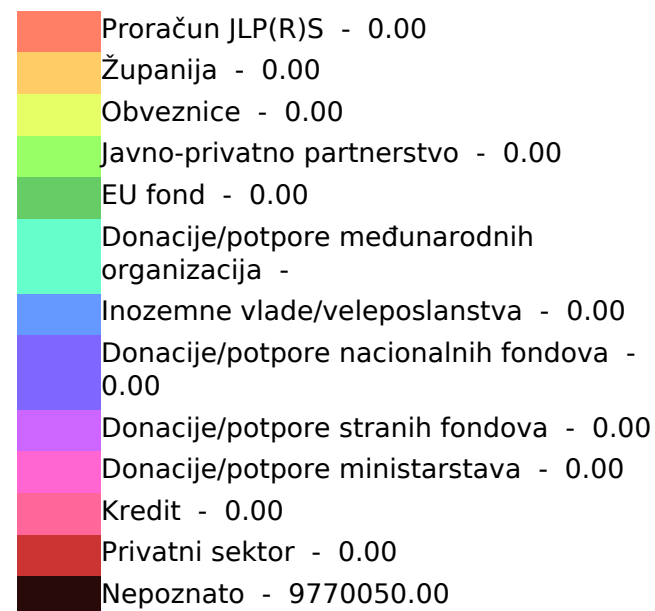 Proračun JLP(R)S - 0.00
Županija - 0.00
Obveznice - 0.00
Javno-privatno partnerstvo - 0.00
EU fond - 0.00
Donacije/potpore međunarodnih
organizacija -
Inozemne vlade/veleposlanstva - 0.00
Donacije/potpore nacionalnih fondova -
0.00
Donacije/potpore stranih fondova - 0.00
Donacije/potpore ministarstava - 0.00
Kredit - 0.00
Privatni sektor - 0.00
Nepoznato - 9770050.00